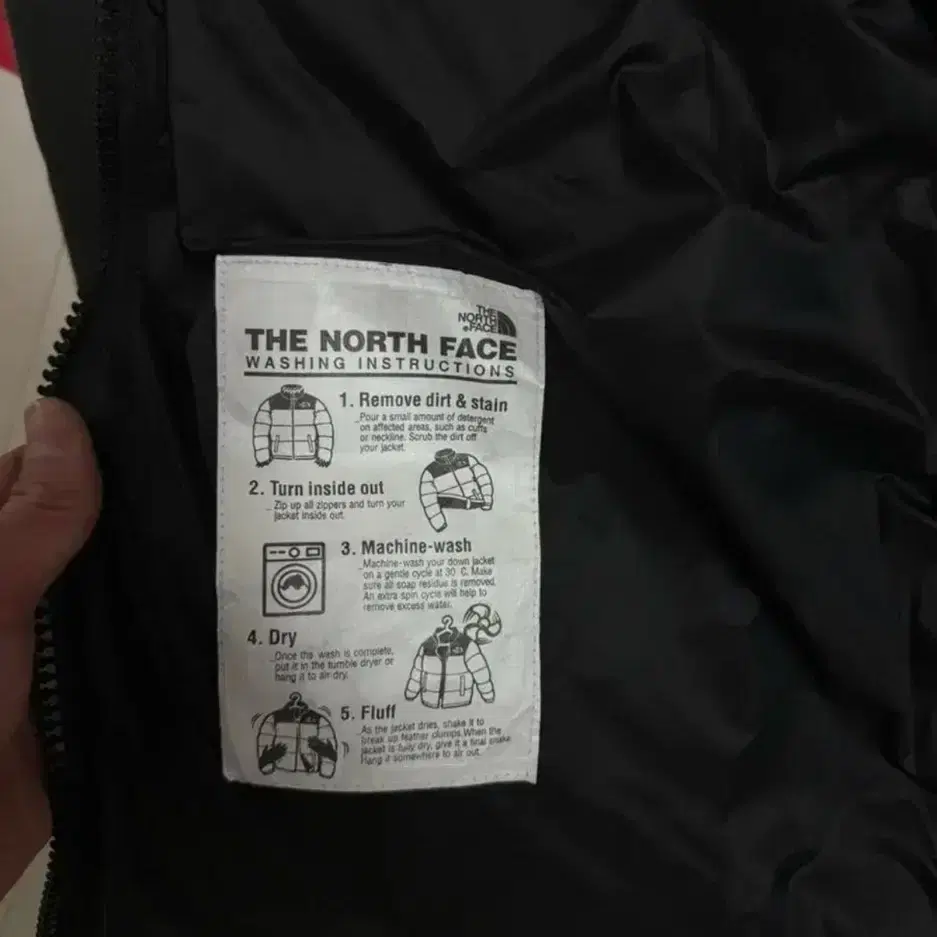 THE
NORTH
FACE
THE NORTH FACE
WASHING INSTRUCTIONS
1. Remove dirt & stain
_Pour a small amount of detergent
on affected areas, such as cuffs
or neckline. Scrub the dirt off
your jacket.
2. Turn inside out
_Zip up all zippers and turn your
jacket inside out.
3. Machine-wash
_Machine-wash your down jacket
on a gentle cycle at 30 C. Make
sure all soap residue is removed.
An extra spin cycle will help to
remove excess water.
4. Dry
_Once the wash is complete,
put it in the tumble dryer or
hang it to air-dry.
5. Fluff
_As the jacket dries, shake it to
break up feather clumps.When the
jacket is fully dry, give it a final shake.
Hang it somewhere to air out.